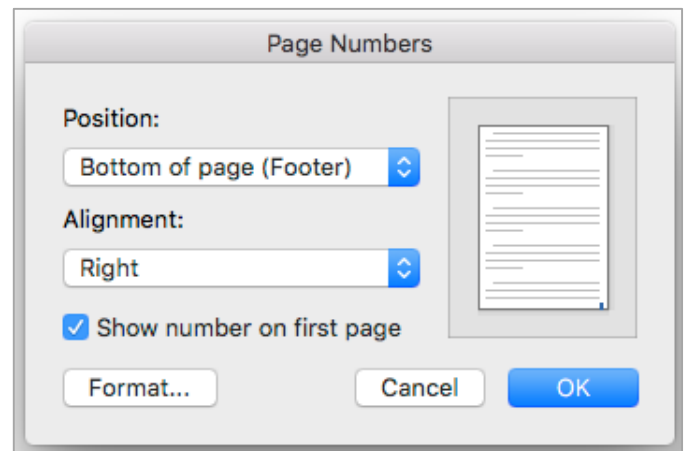 Page Numbers
Position:
Bottom of page (Footer)
Alignment:
Right
Show number on first page
Format...
Cancel
OK